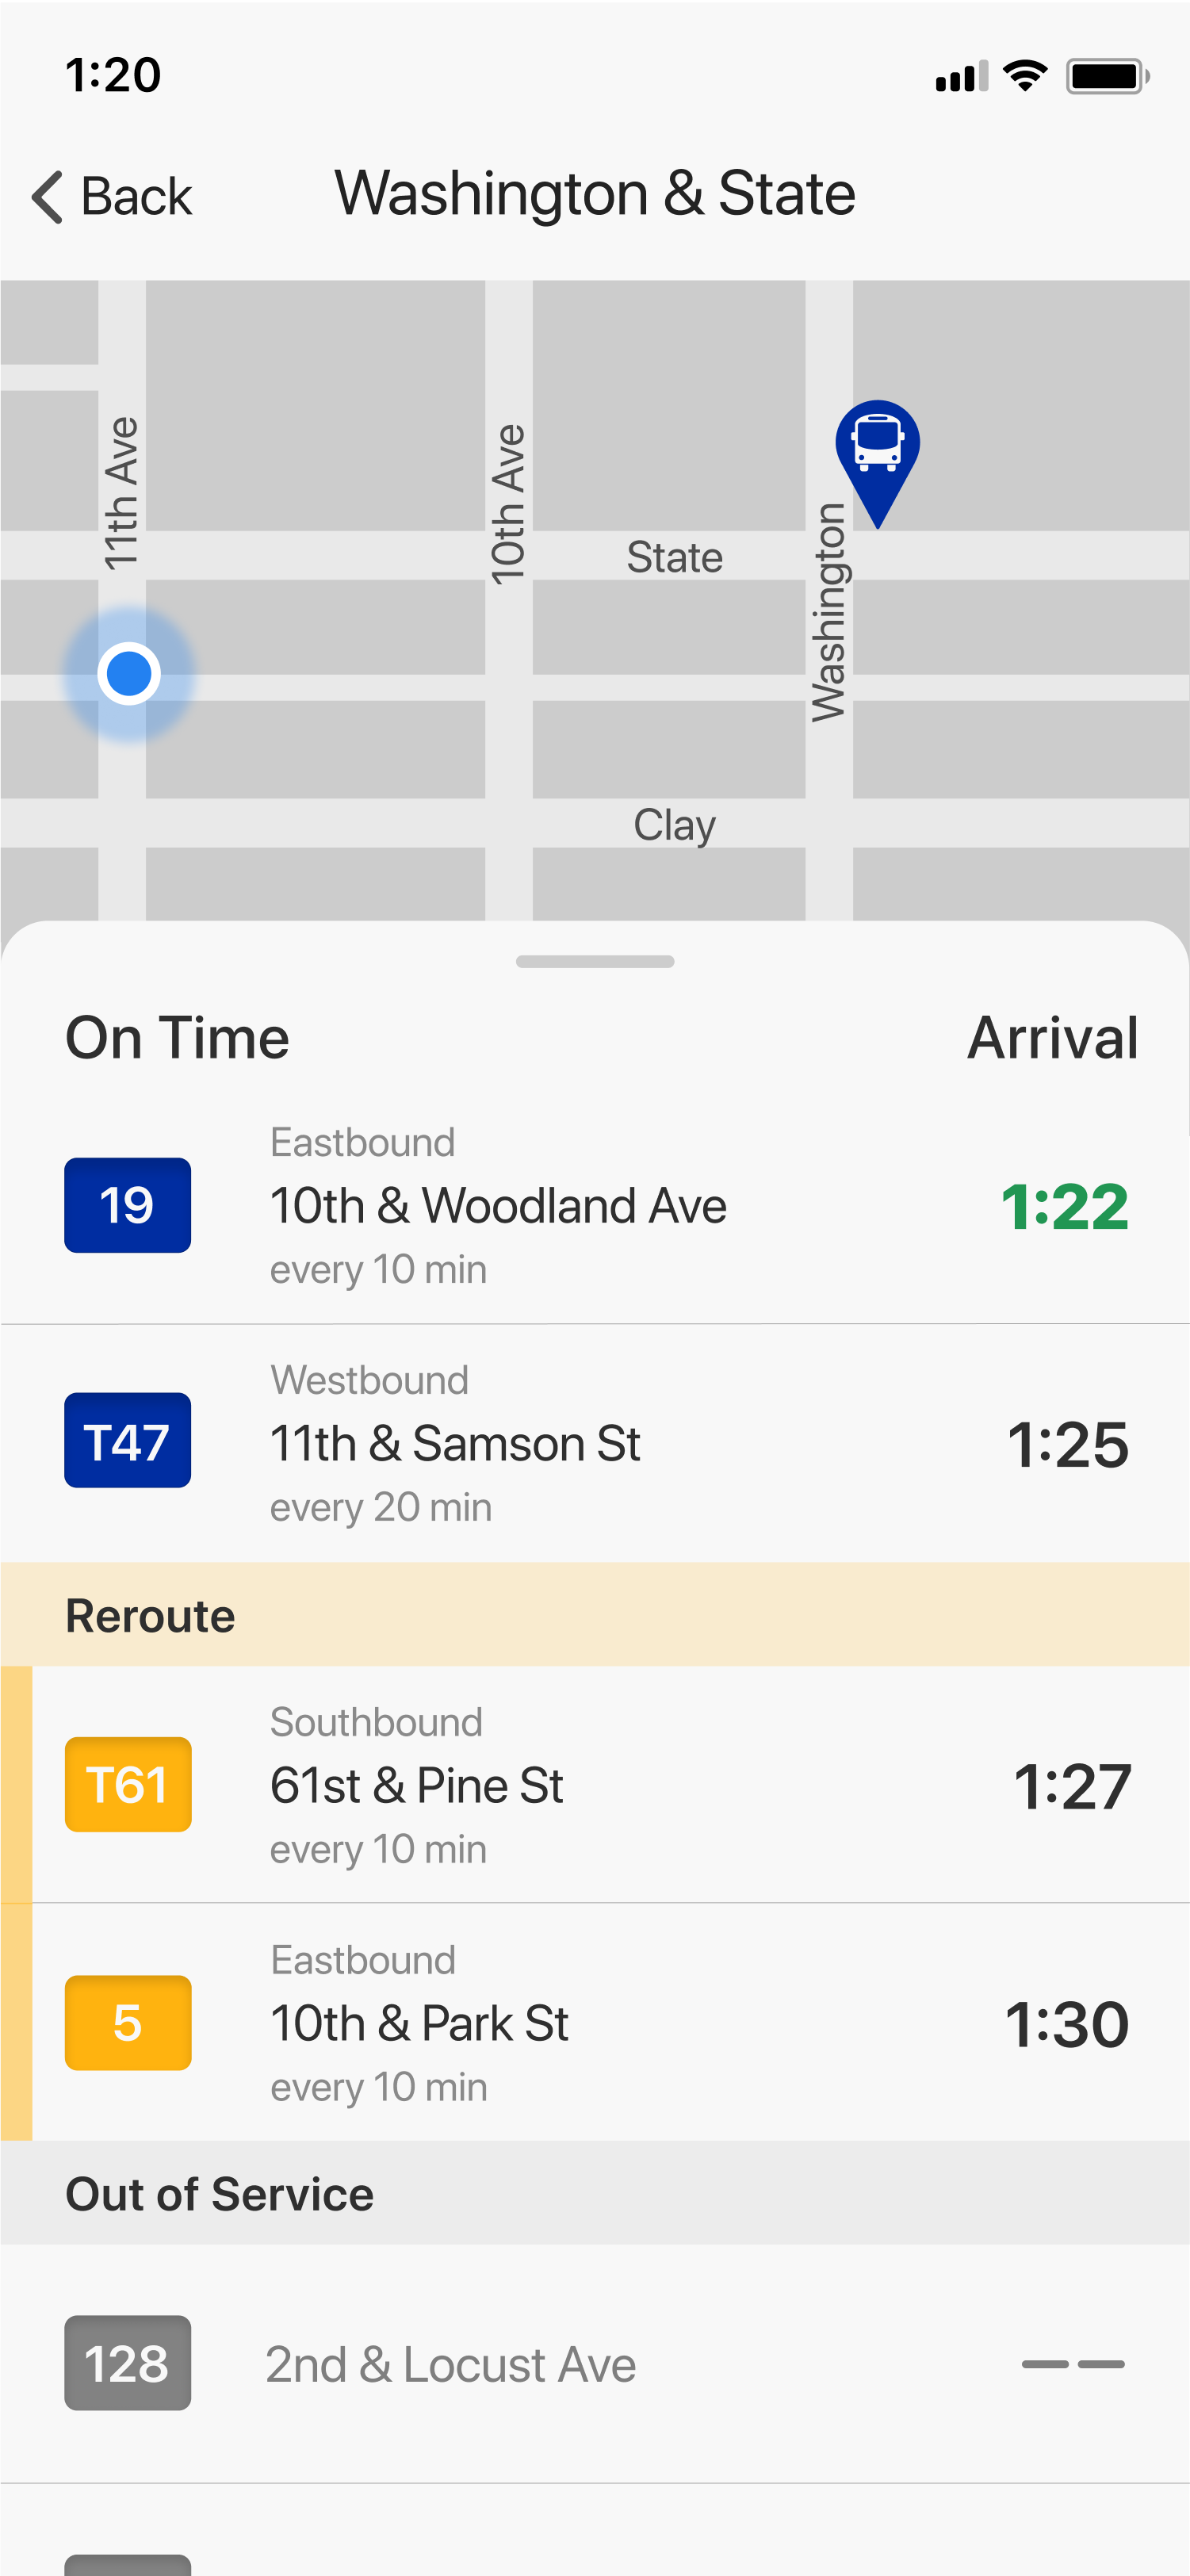 1:20
Back
Washington & State
11th Ave
10th Ave
State
Washington
Clay
On Time
Arrival
Eastbound
19
10th & Woodland Ave
1:22
every 10 min
Westbound
T47
11th & Samson St
1:25
every 20 min
Reroute
Southbound
T61
61st & Pine St
1:27
every 10 min
Eastbound
5
10th & Park St
1:30
every 10 min
Out of Service
128
2nd & Locust Ave
— —